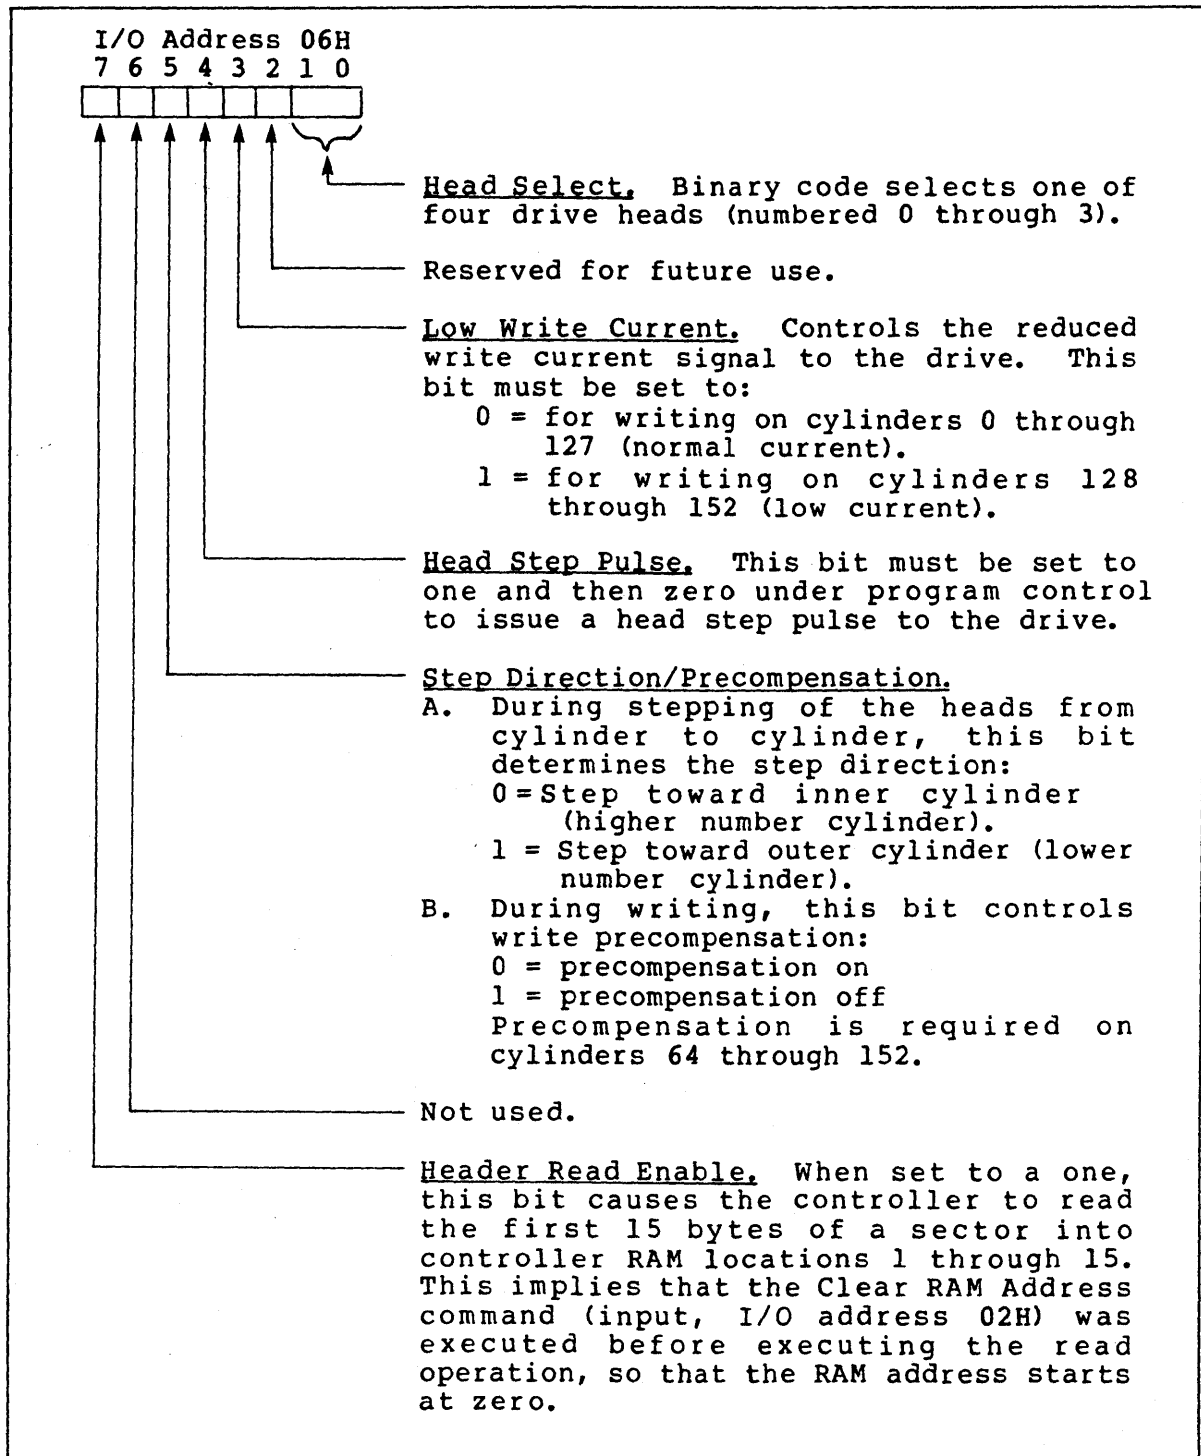 I/O Address 06H
7 6 5 4 3 2 1 0
Head Select. Binary code selects one of
four drive heads (numbered 0 through 3).
Reserved for future use.
Low Write Current. Controls the reduced
write current signal to the drive. This
bit must be set to:
0 = for writing on cylinders 0 through
127 (normal current).
1 = for writing on cylinders 128
through 152 (low current).
Head Step Pulse. This bit must be set to
one and then zero under program control
to issue a head step pulse to the drive.
Step Direction/Precompensation.
A. During stepping of the heads from
cylinder to cylinder, this bit
determines the step direction:
0 = Step toward inner cylinder
(higher number cylinder).
1 = Step toward outer cylinder (lower
number cylinder).
B. During writing, this bit controls
write precompensation:
0 = precompensation on
1 = precompensation off
Precompensation is required on
cylinders 64 through 152.
Not used.
Header Read Enable. When set to a one,
this bit causes the controller to read
the first 15 bytes of a sector into
controller RAM locations 1 through 15.
This implies that the Clear RAM Address
command (input, I/O address 02H) was
executed before executing the read
operation, so that the RAM address starts
at zero.